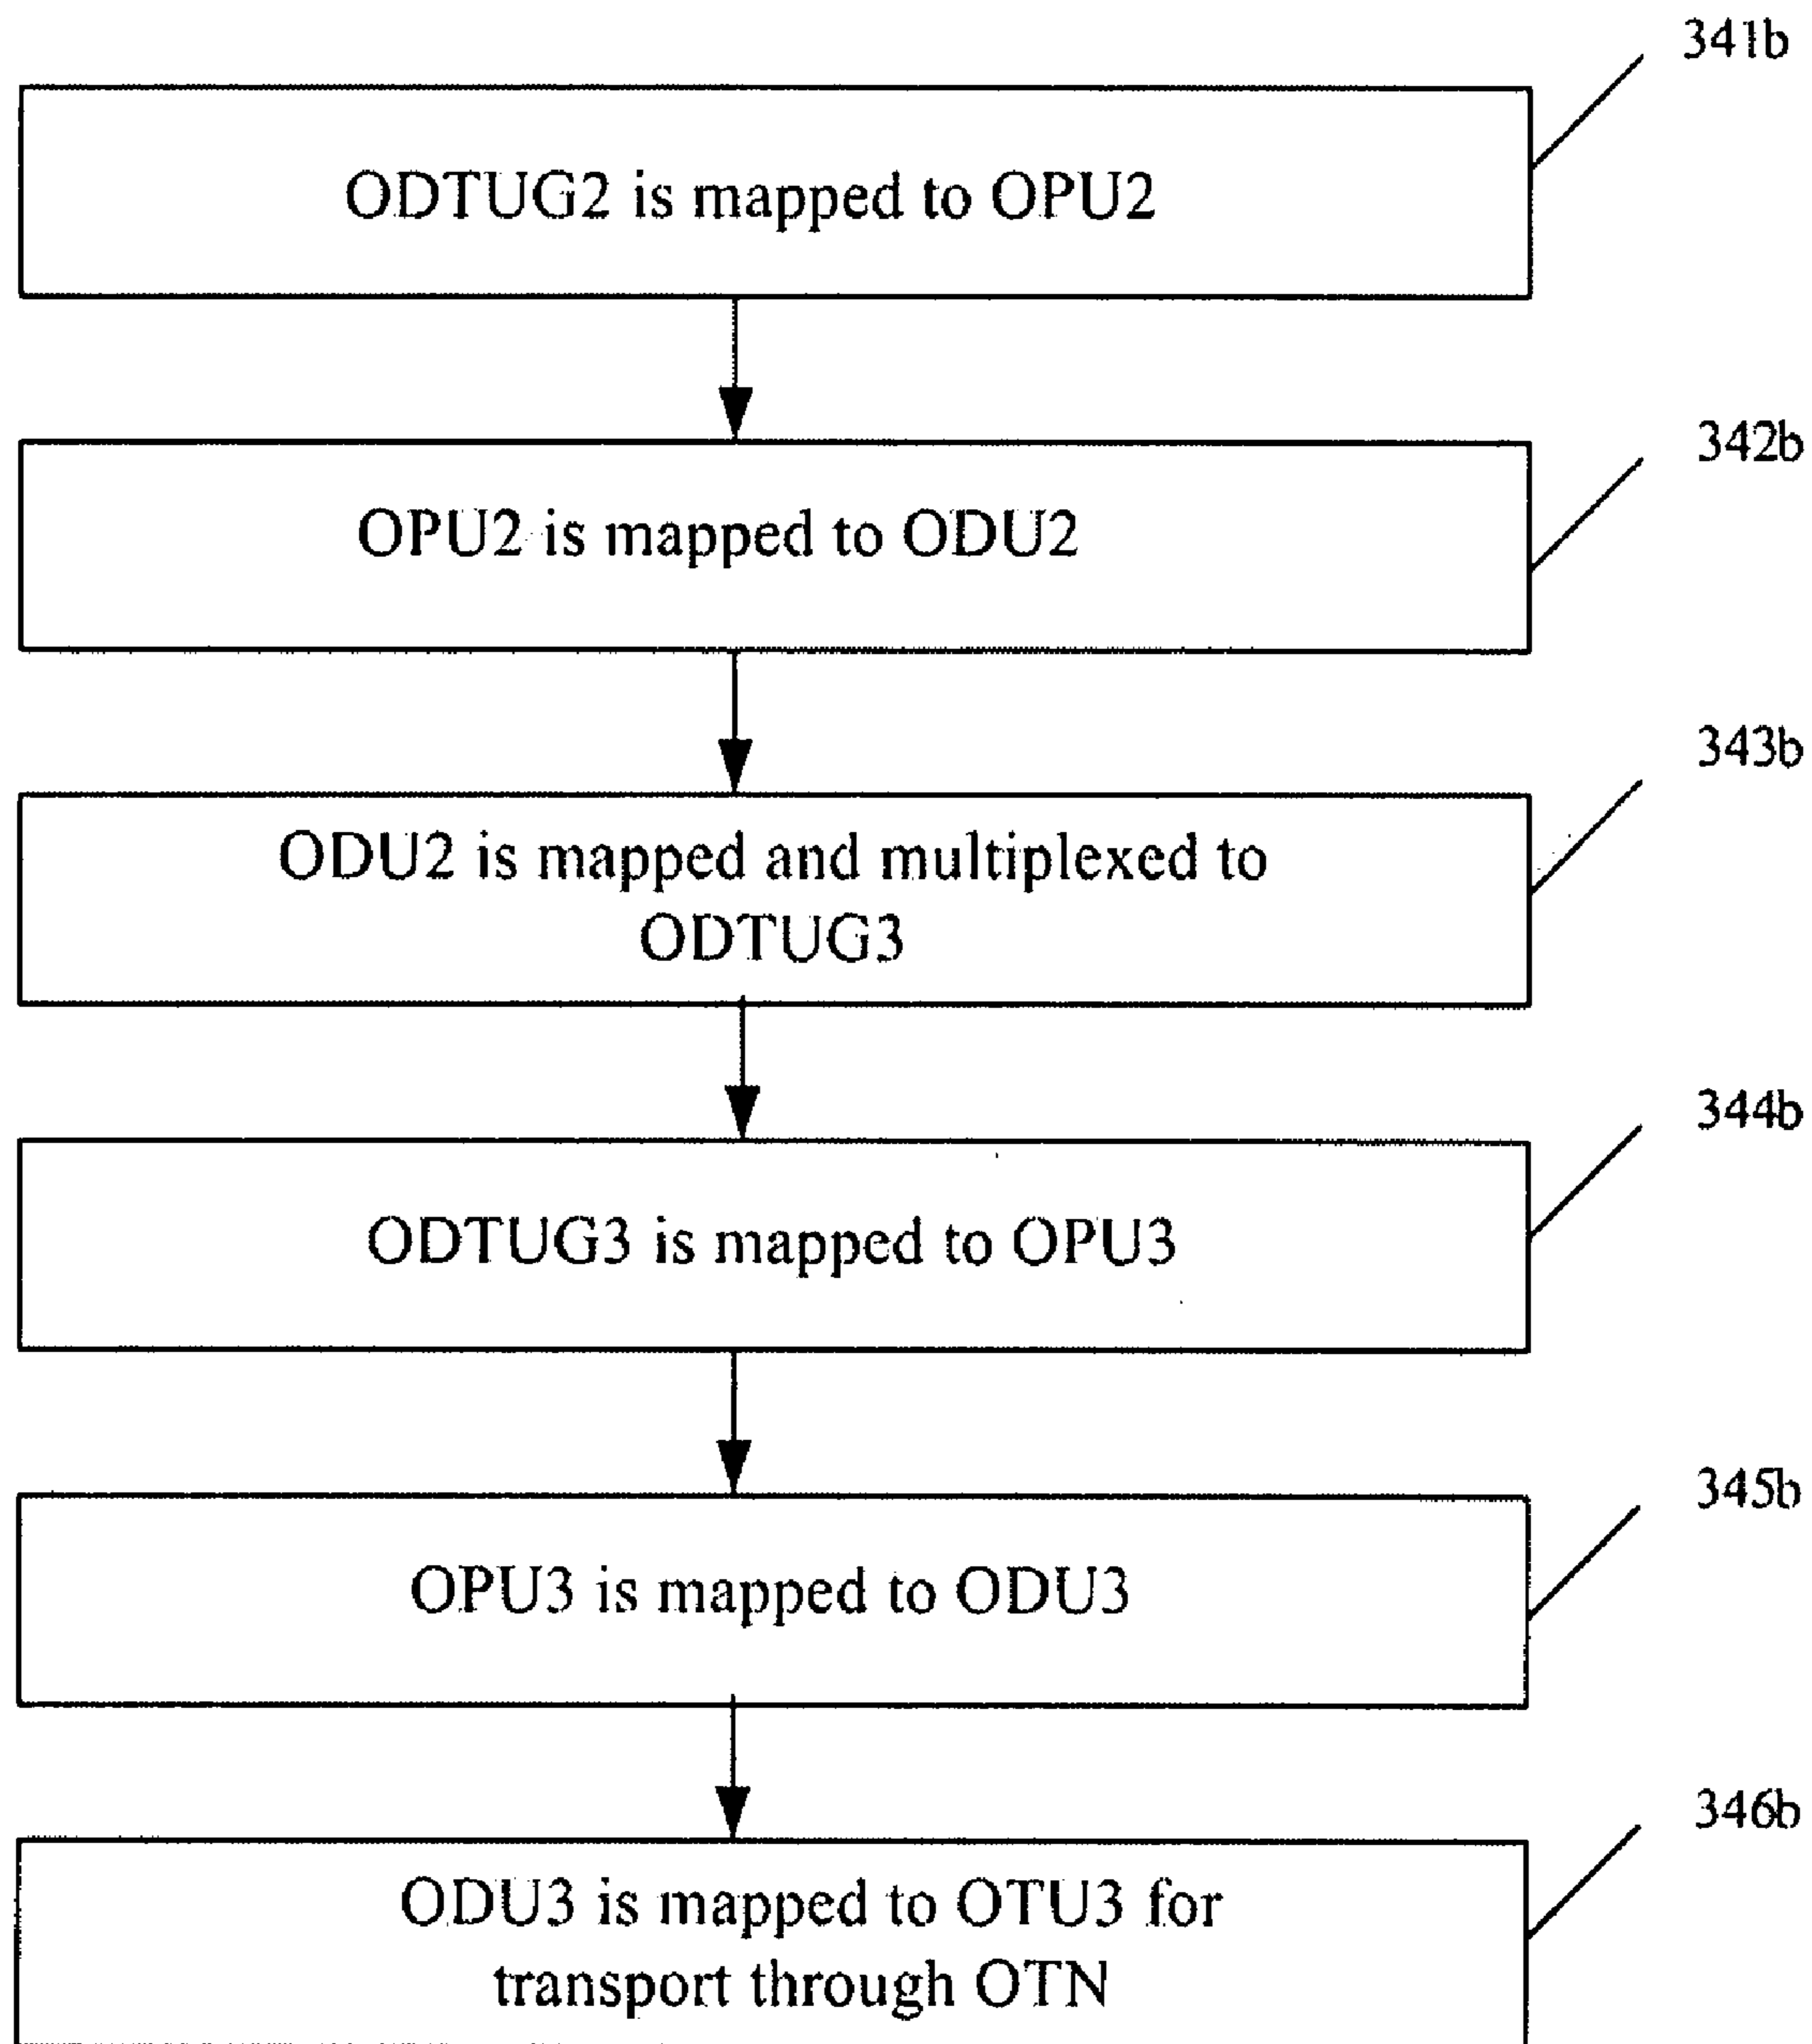 341b
ODTUG2 is mapped to OPU2
342b
OPU2 is mapped to ODU2
343b
ODU2 is mapped and multiplexed to
ODTUG3
344b
ODTUG3 is mapped to OPU3
345b
OPU3 is mapped to ODU3
346b
ODU3 is mapped to OTU3 for
transport through OTN